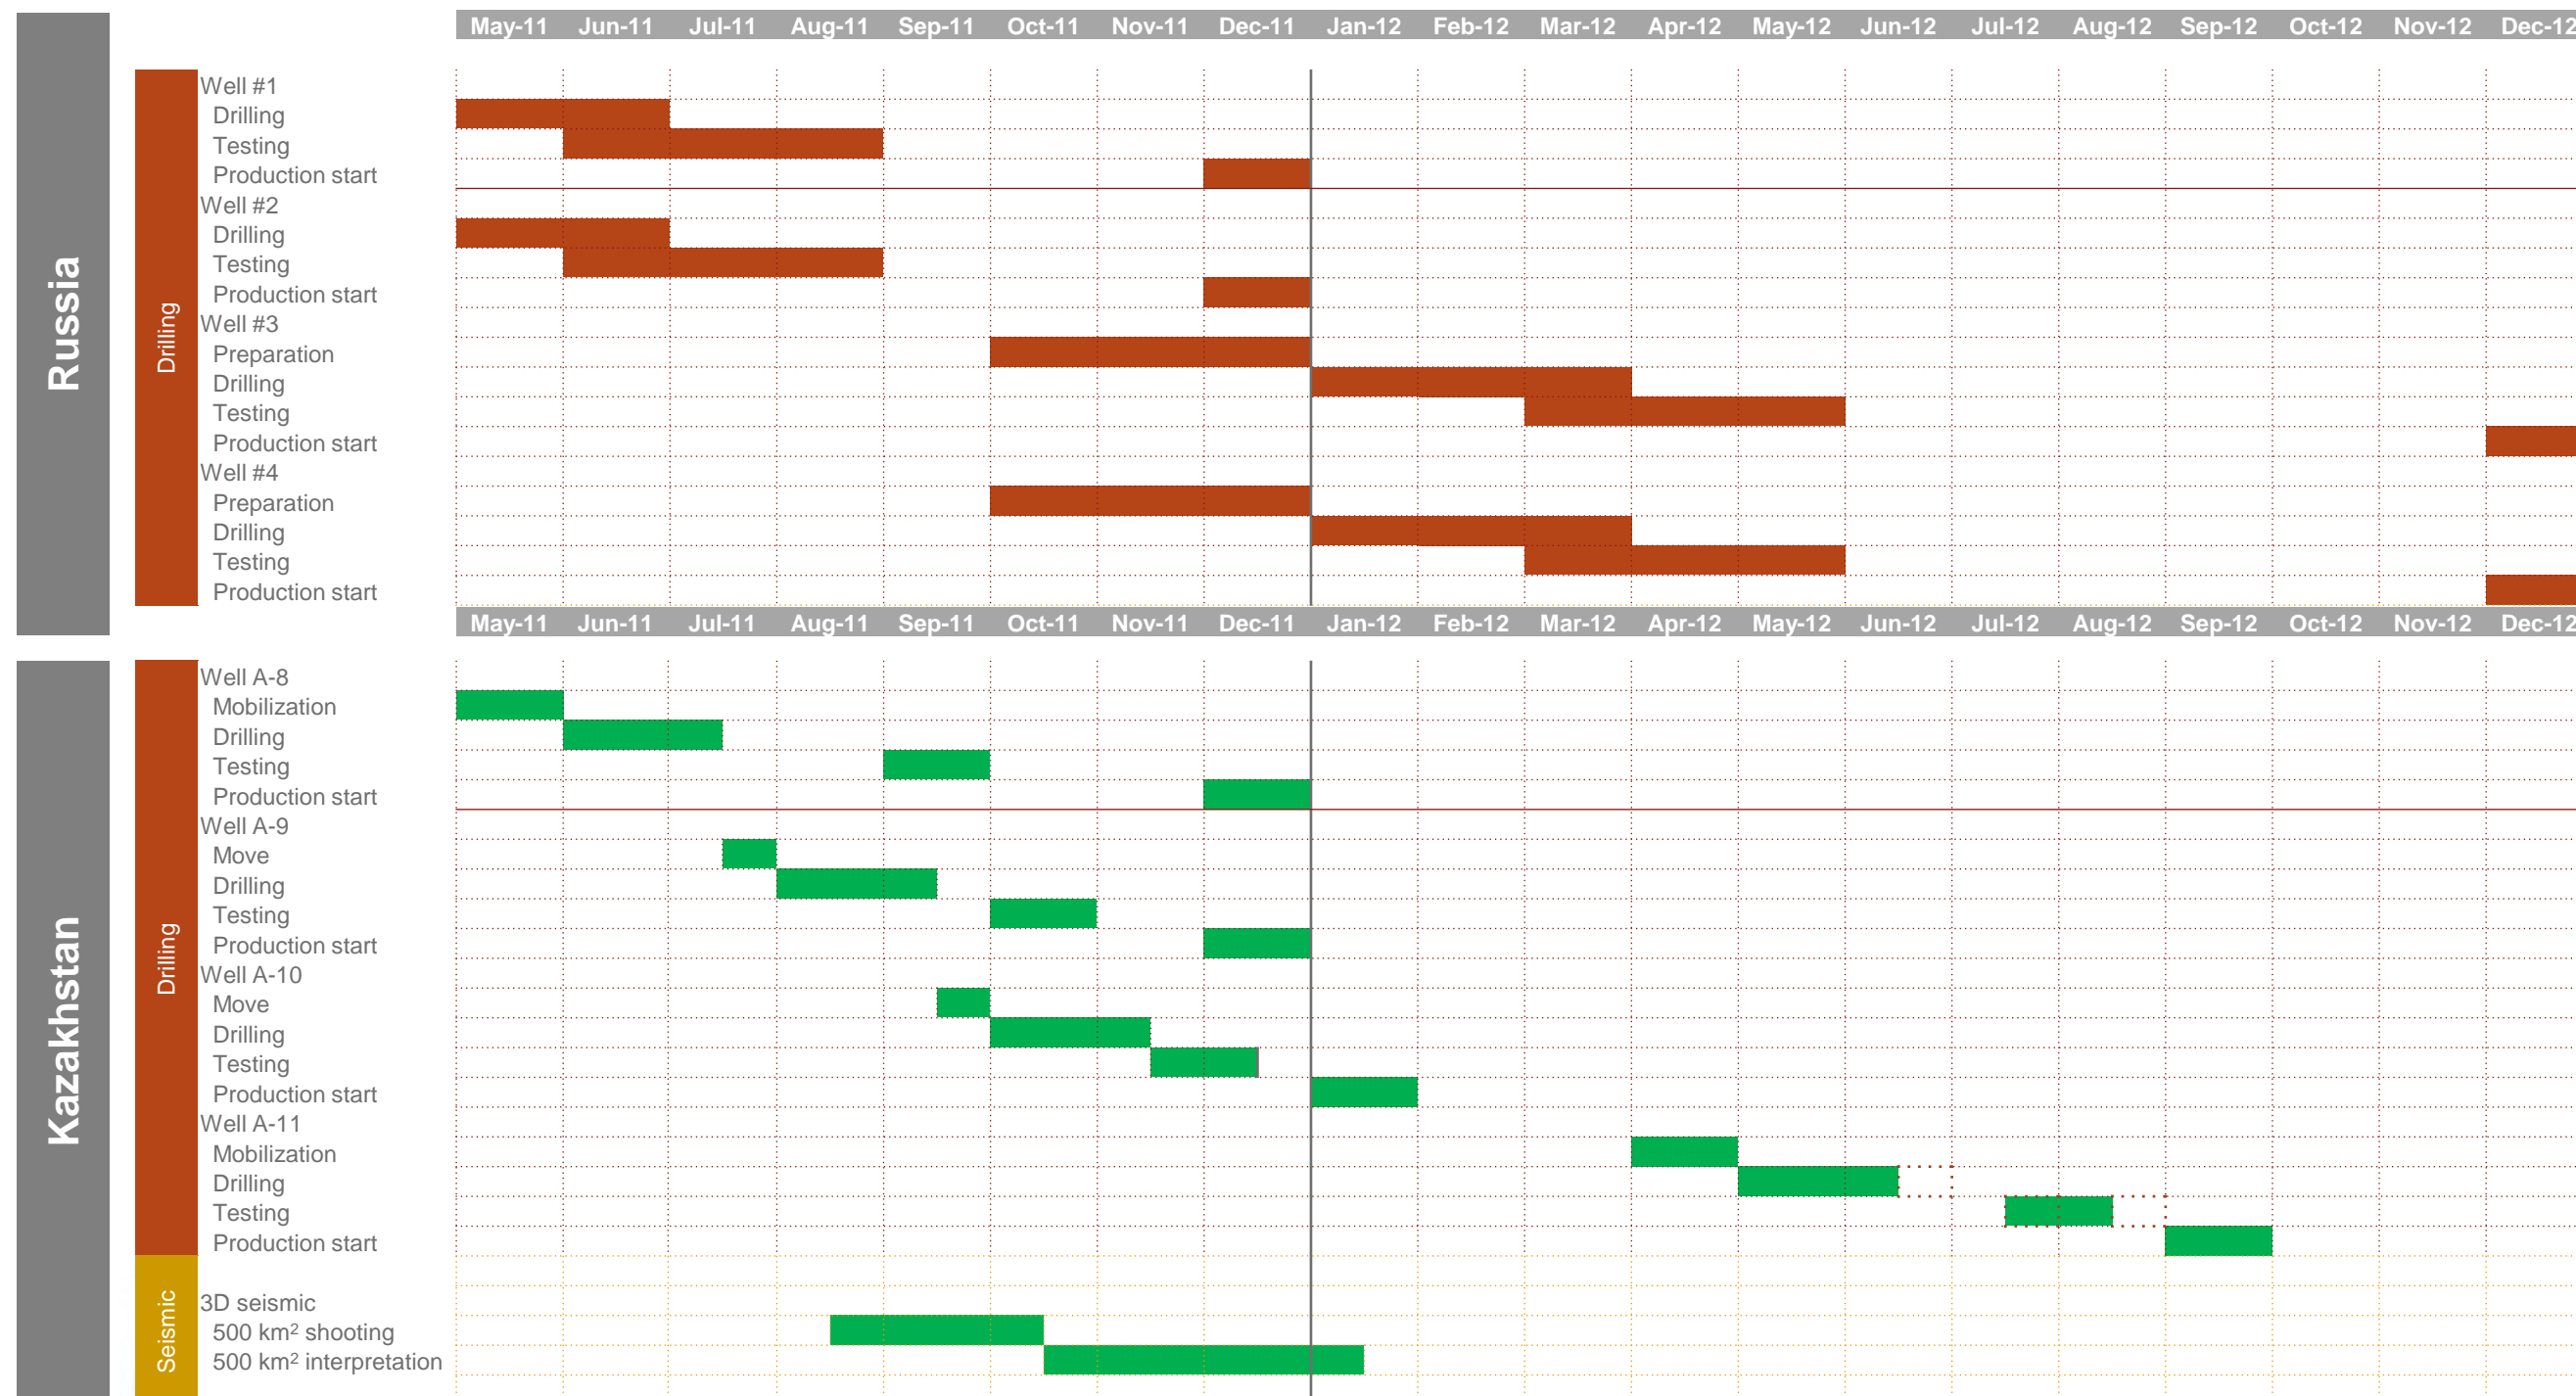 May-11 Jun-11 Jul-11 Aug-11 Sep-11 Oct-11 Nov-11 Dec-11 Jan-12 Feb-12 Mar-12 Apr-12 May-12 Jun-12 Jul-12 Aug-12 Sep-12 Oct-12 Nov-12 Dec-12
Russia
Drilling
Well #1
Drilling
Testing
Production start
Well #2
Drilling
Testing
Production start
Well #3
Preparation
Drilling
Testing
Production start
Well #4
Preparation
Drilling
Testing
Production start
May-11 Jun-11 Jul-11 Aug-11 Sep-11 Oct-11 Nov-11 Dec-11 Jan-12 Feb-12 Mar-12 Apr-12 May-12 Jun-12 Jul-12 Aug-12 Sep-12 Oct-12 Nov-12 Dec-12
Kazakhstan
Drilling
Well A-8
Mobilization
Drilling
Testing
Production start
Well A-9
Move
Drilling
Testing
Production start
Well A-10
Move
Drilling
Testing
Production start
Well A-11
Mobilization
Drilling
Testing
Production start
Seismic
3D seismic
500 km² shooting
500 km² interpretation